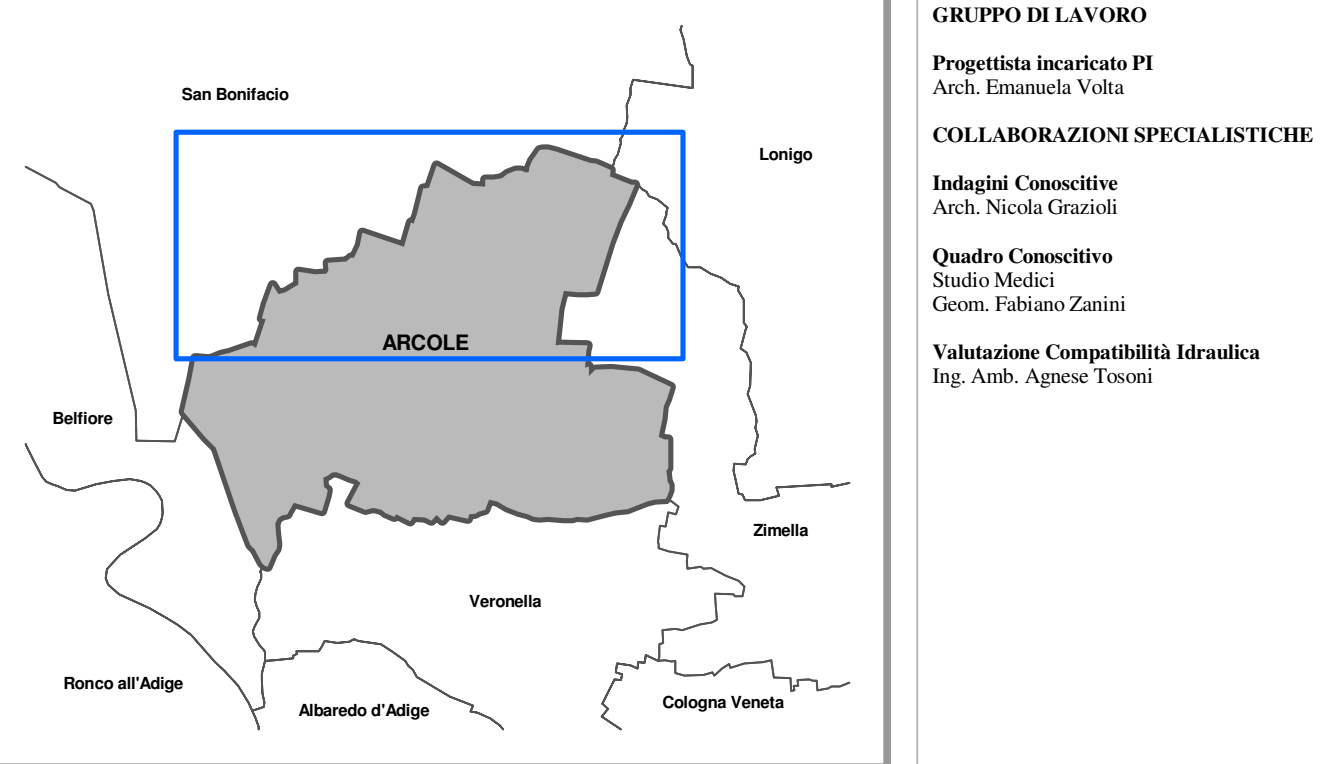 San Bonifacio
Lonigo
ARCOLE
Belfiore
Zimella
Veronella
Ronco all'Adige
Albaredo d'Adige
Cologna Veneta
GRUPPO DI LAVORO
Progettista incaricato PI
Arch. Emanuela Volta
COLLABORAZIONI SPECIALISTICHE
Indagini Conoscitive
Arch. Nicola Grazioli
Quadro Conoscitivo
Studio Medici
Geom. Fabiano Zanini
Valutazione Compatibilità Idraulica
Ing. Amb. Agnese Tosoni